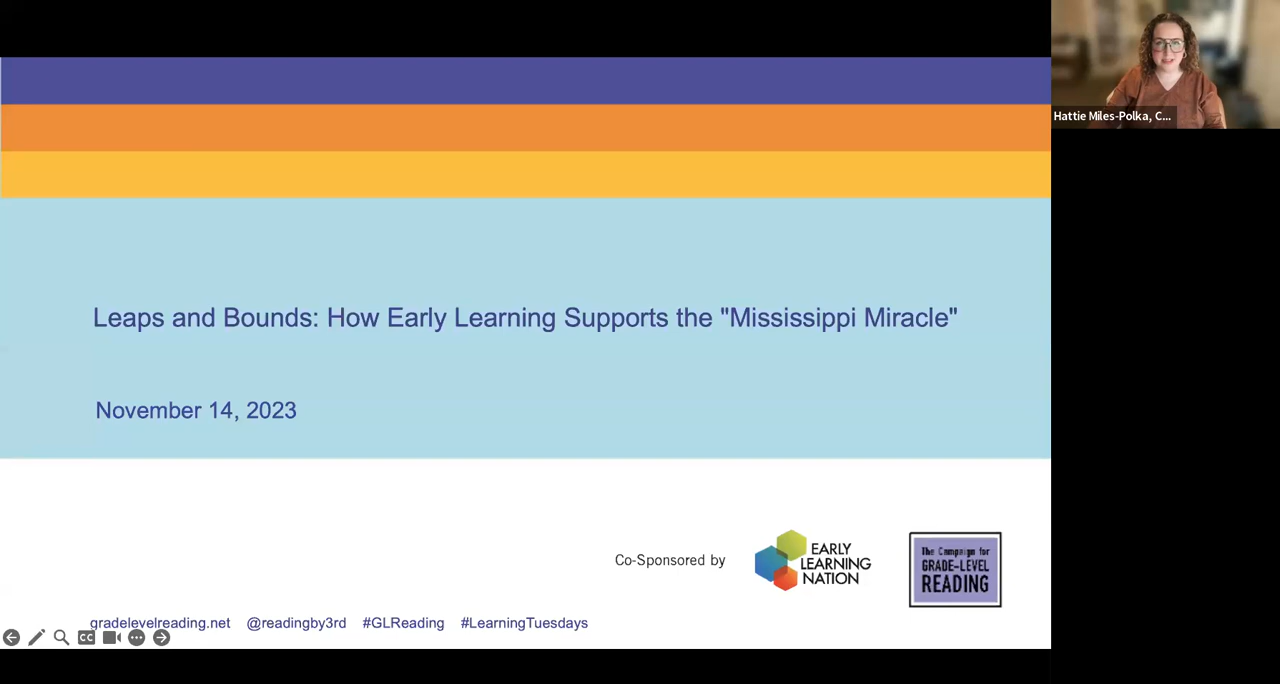 Hattie Miles-Polka, C...
Leaps and Bounds: How Early Learning Supports the "Mississippi Miracle"
November 14, 2023
Co-Sponsored by
EARLY
LEARNING
NATION
The Campaign for
GRADE-LEVEL
READING
gradelevelreading.net @readingby3rd #GLReading #LearningTuesdays
CC